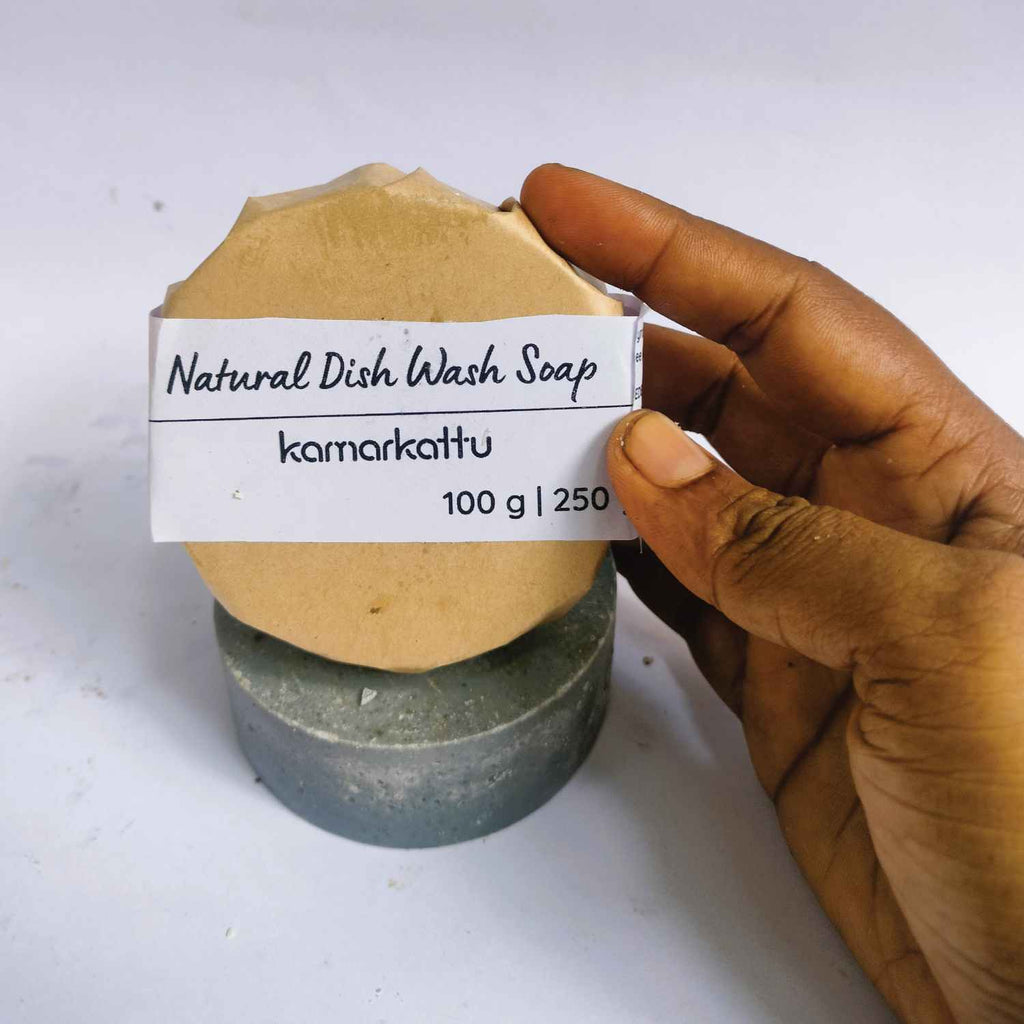 Natural Dish Wash Soap
kamarkattu
100 g | 250